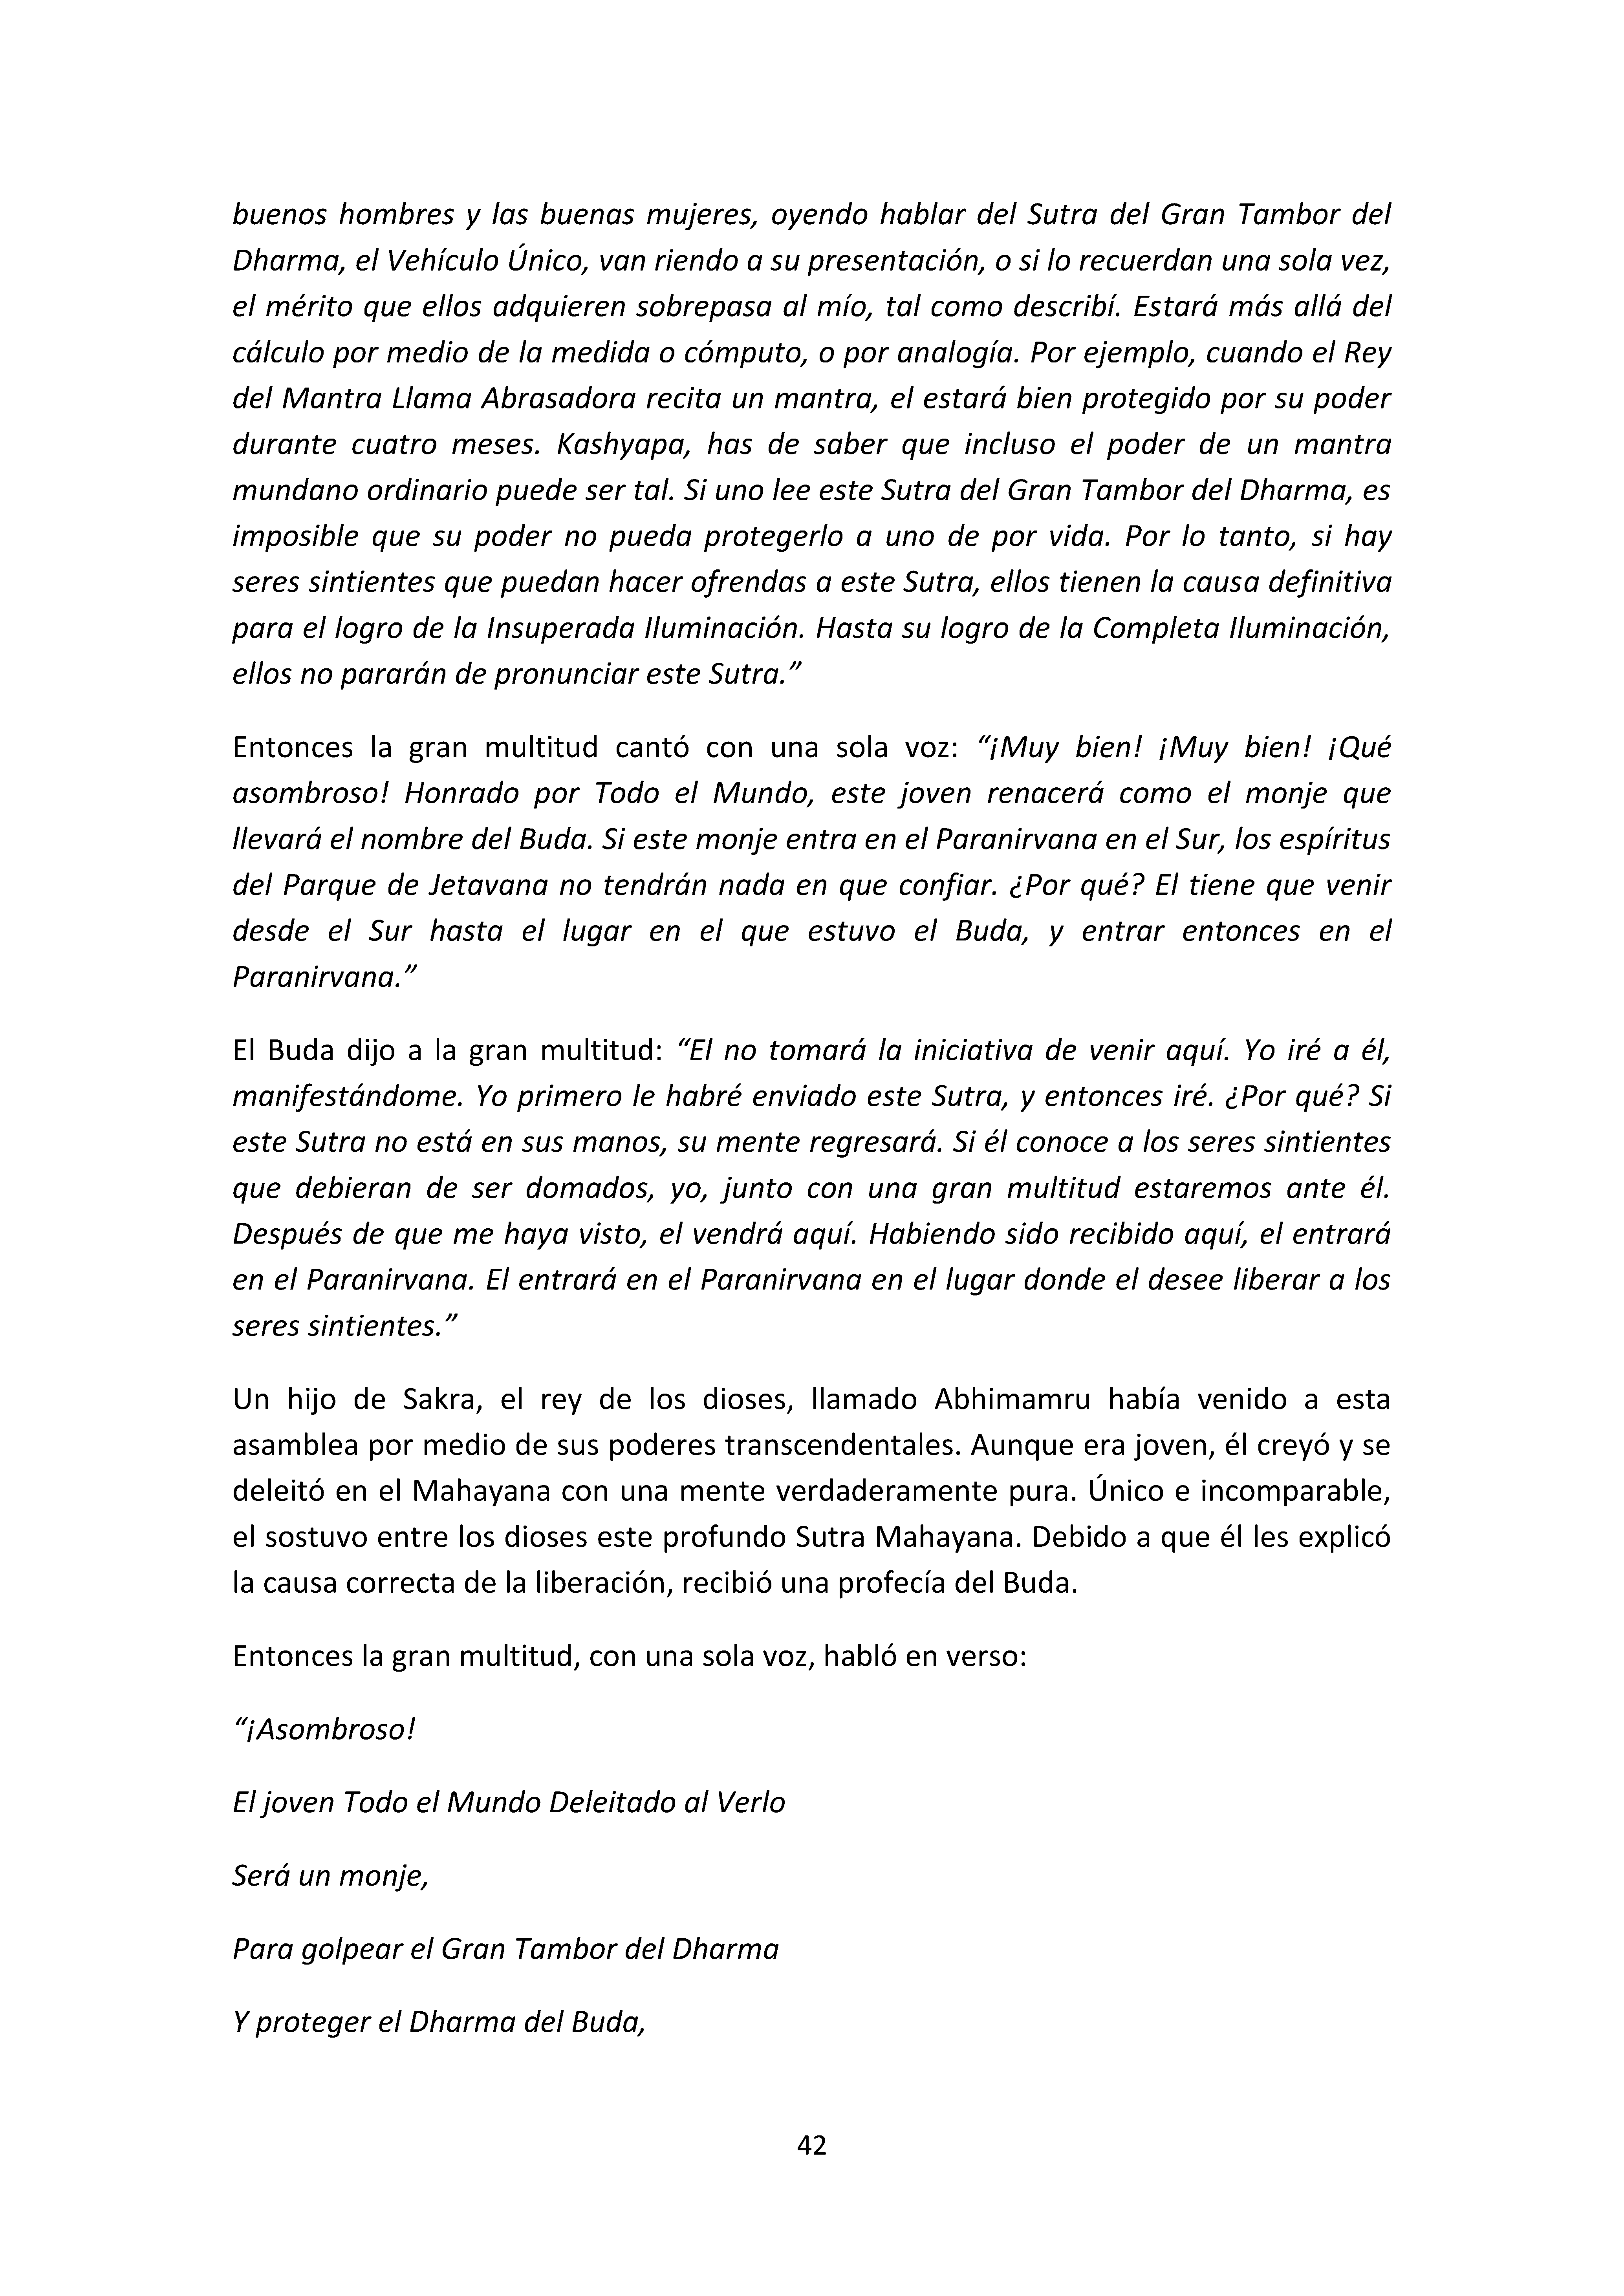 buenos hombres y las buenas mujeres, oyendo hablar del Sutra del Gran Tambor del
Dharma, el Vehículo Único, van riendo a su presentación, o si lo recuerdan una sola vez,
el mérito que ellos adquieren sobrepasa al mío, tal como describí. Estará más allá del
cálculo por medio de la medida o cómputo, o por analogía. Por ejemplo, cuando el Rey
del Mantra Llama Abrasadora recita un mantra, el estará bien protegido por su poder
durante cuatro meses. Kashyapa, has de saber que incluso el poder de un mantra
mundano ordinario puede ser tal. Si uno lee este Sutra del Gran Tambor del Dharma, es
imposible que su poder no pueda protegerlo a uno de por vida. Por lo tanto, si hay
seres sintientes que puedan hacer ofrendas a este Sutra, ellos tienen la causa definitiva
para el logro de la Insuperada Iluminación. Hasta su logro de la Completa Iluminación,
ellos no pararán de pronunciar este Sutra.”
Entonces la gran multitud cantó con una sola voz: “¡Muy bien! ¡Muy bien! ¡Qué
asombroso! Honrado por Todo el Mundo, este joven renacerá como el monje que
llevará el nombre del Buda. Si este monje entra en el Paranirvana en el Sur, los espíritus
del Parque de Jetavana no tendrán nada en que confiar. ¿Por qué? El tiene que venir
desde el Sur hasta el lugar en el que estuvo el Buda, y entrar entonces en el
Paranirvana.”
El Buda dijo a la gran multitud: “El no tomará la iniciativa de venir aquí. Yo iré a él,
manifestándome. Yo primero le habré enviado este Sutra, y entonces iré. ¿Por qué? Si
este Sutra no está en sus manos, su mente regresará. Si él conoce a los seres sintientes
que debieran de ser domados, yo, junto con una gran multitud estaremos ante él.
Después de que me haya visto, el vendrá aquí. Habiendo sido recibido aquí, el entrará
en el Paranirvana. El entrará en el Paranirvana en el lugar donde el desee liberar a los
seres sintientes.”
Un hijo de Sakra, el rey de los dioses, llamado Abhimamru había venido a esta
asamblea por medio de sus poderes transcendentales. Aunque era joven, él creyó y se
deleitó en el Mahayana con una mente verdaderamente pura. Único e incomparable,
el sostuvo entre los dioses este profundo Sutra Mahayana. Debido a que él les explicó
la causa correcta de la liberación, recibió una profecía del Buda.
Entonces la gran multitud, con una sola voz, habló en verso:
“¡Asombroso!
El joven Todo el Mundo Deleitado al Verlo
Será un monje,
Para golpear el Gran Tambor del Dharma
Y proteger el Dharma del Buda,
42